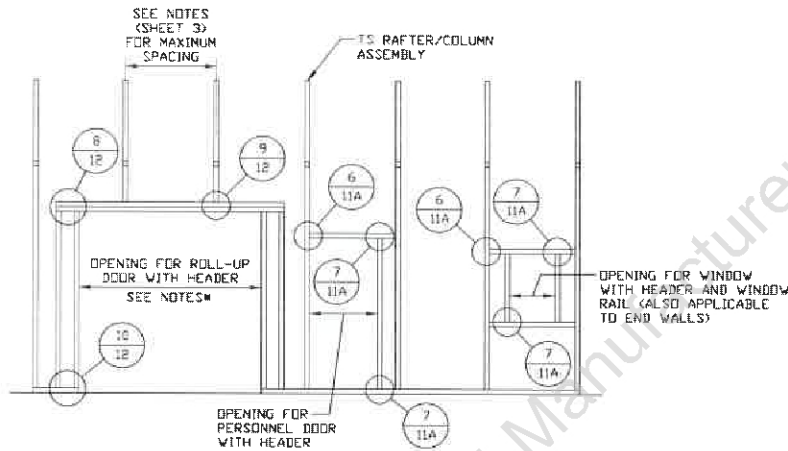 SEE NOTES
(SHEET 3)
FOR MAXIMUM
SPACING
TS RAFTER/COLUMN
ASSEMBLY
8
12
9
12
6
11A
7
11A
6
11A
7
11A
OPENING FOR ROLL-UP
DOOR WITH HEADER
SEE NOTES*
OPENING FOR WINDOW
WITH HEADER AND WINDOW
RAIL (ALSO APPLICABLE
TO END WALLS)
10
12
7
11A
OPENING FOR
PERSONNEL DOOR
WITH HEADER
7
11A